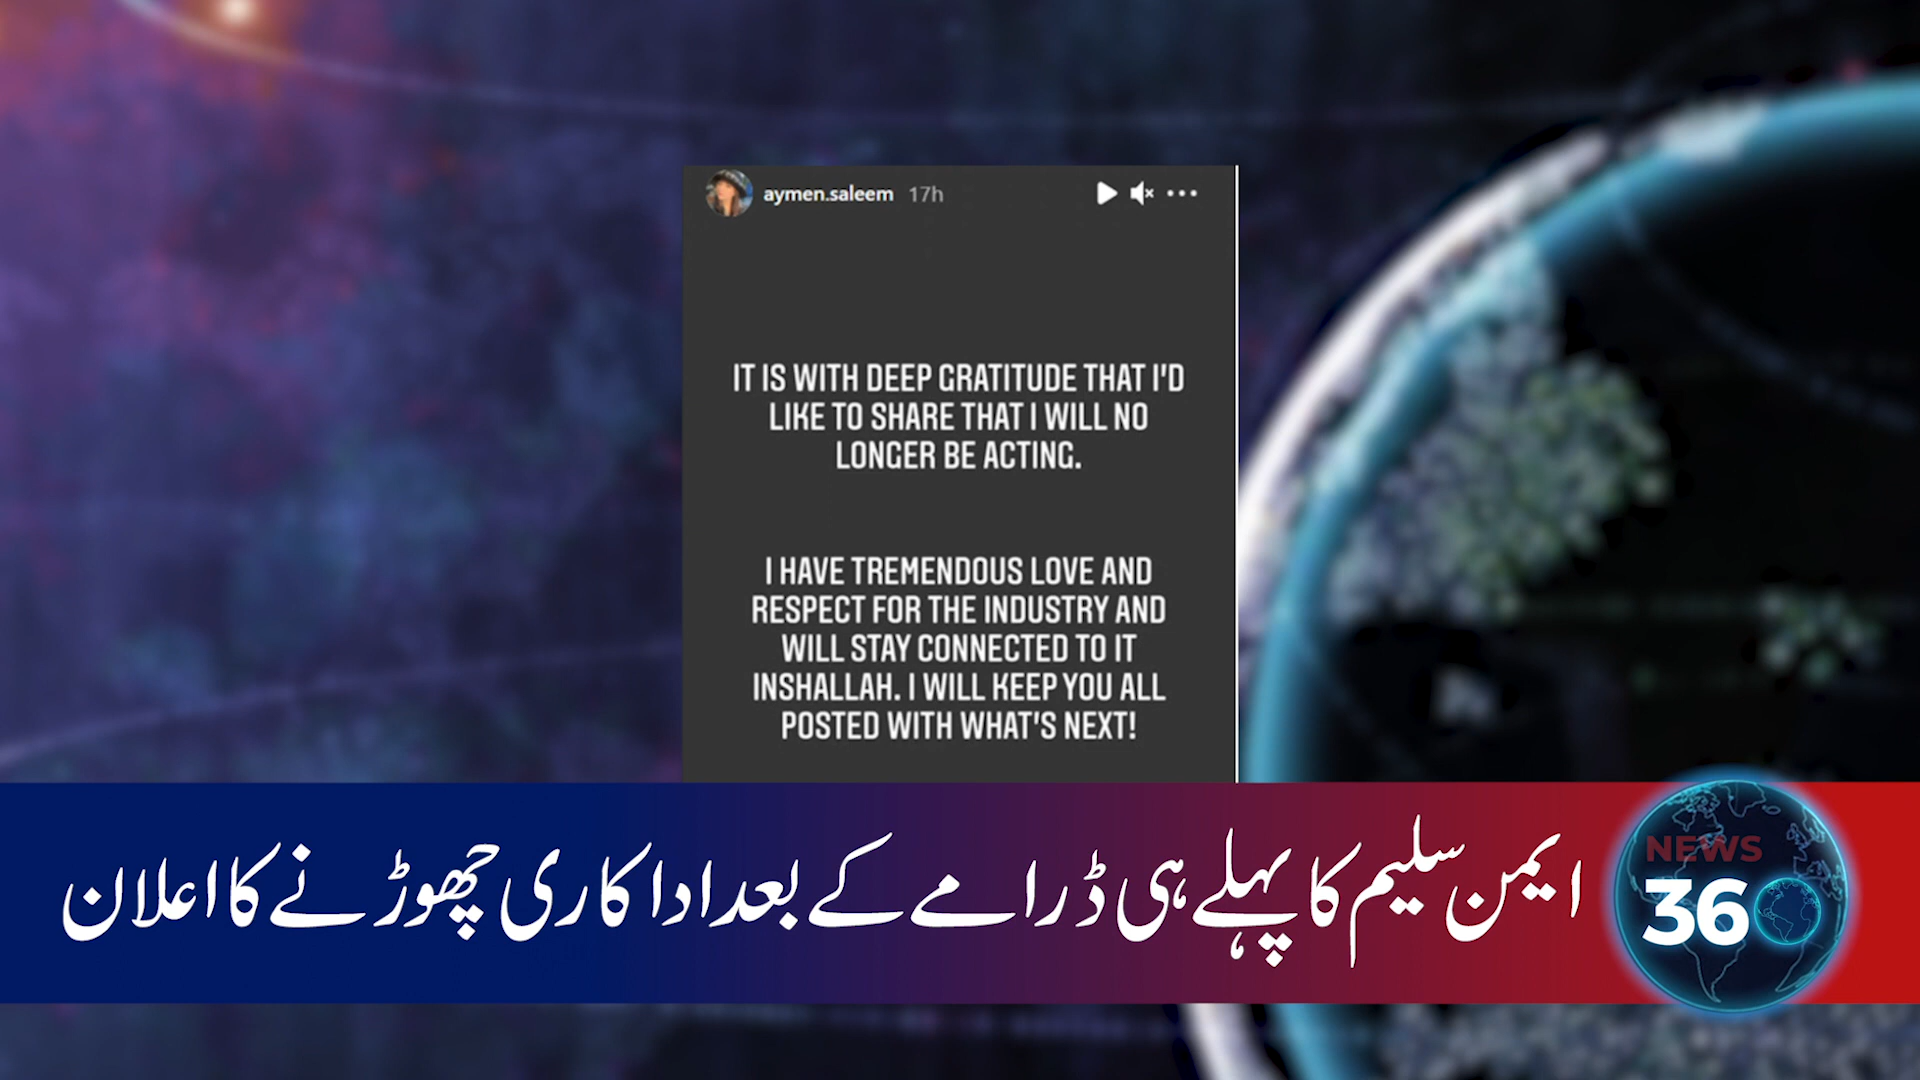 aymen.saleem 17h
IT IS WITH DEEP GRATITUDE THAT I'D
LIKE TO SHARE THAT I WILL NO
LONGER BE ACTING.
I HAVE TREMENDOUS LOVE AND
RESPECT FOR THE INDUSTRY AND
WILL STAY CONNECTED TO IT
INSHALLAH. I WILL KEEP YOU ALL
POSTED WITH WHAT'S NEXT!
ایمن سلیم کا پہلے ہی ڈرامے کے بعد اداکاری چھوڑنے کا اعلان
NEWS
360